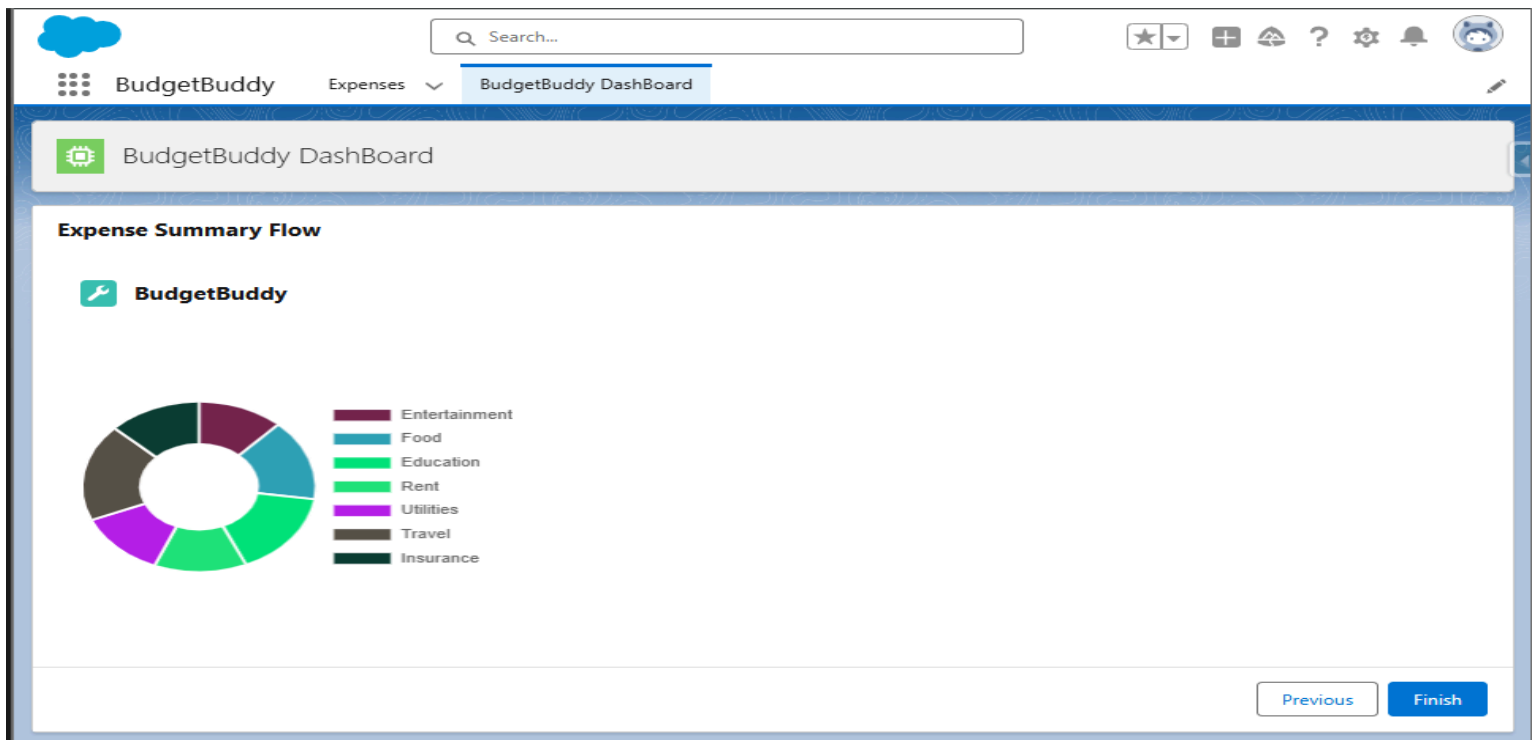 Search...
BudgetBuddy
Expenses
BudgetBuddy DashBoard
BudgetBuddy DashBoard
Expense Summary Flow
BudgetBuddy
Entertainment
Food
Education
Rent
Utilities
Travel
Insurance
Previous
Finish